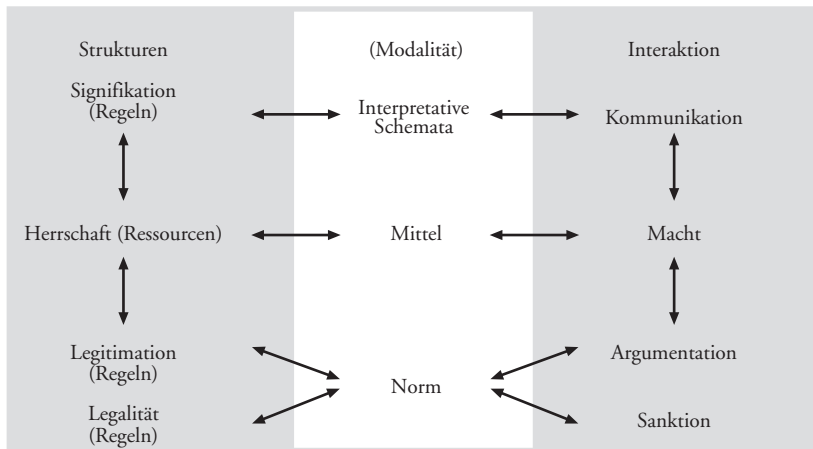 Strukturen
(Modalität)
Interaktion
Signifikation
(Regeln)
Interpretative
Schemata
Kommunikation
Herrschaft (Ressourcen)
Mittel
Macht
Legitimation
(Regeln)
Argumentation
Norm
Legalität
(Regeln)
Sanktion